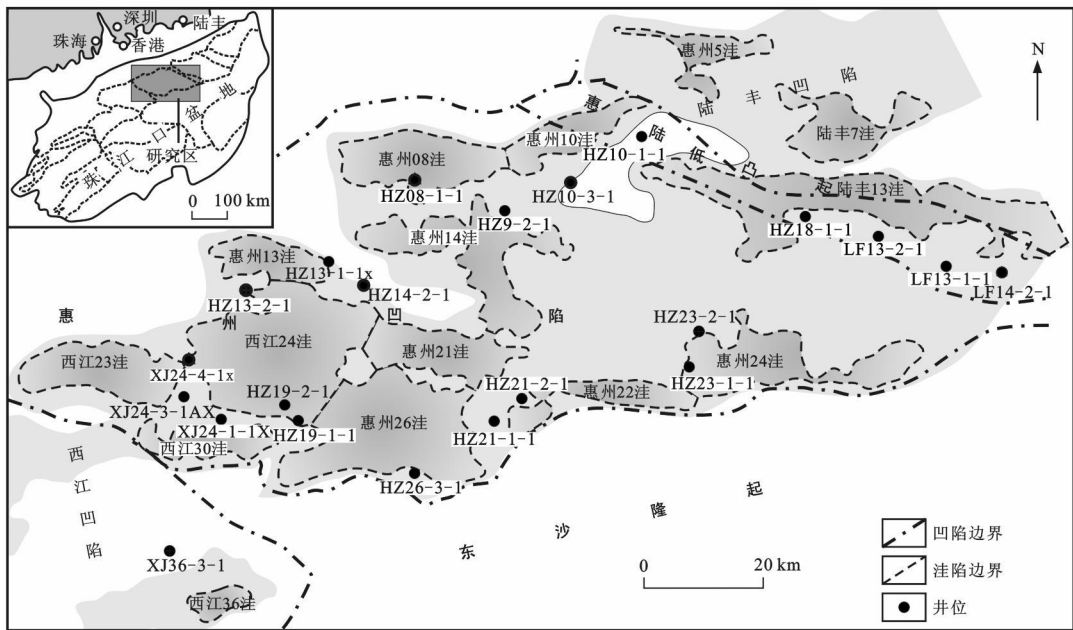 深圳
陆丰
珠海
香港
珠江口盆地
研究区
0 100 km
N
惠州5洼
陆丰凹陷
陆丰7洼
惠陆低凸起
惠州10洼
HZ10-1-1
惠州08洼
HZ08-1-1
HZ10-3-1
陆丰13洼
HZ9-2-1
惠州14洼
HZ18-1-1
LF13-2-1
惠州13洼
HZ13-1-1x
LF13-1-1
LF14-2-1
HZ13-2-1
HZ14-2-1
惠州凹陷
HZ23-2-1
西江24洼
惠州21洼
惠州24洼
西江23洼
XJ24-4-1x
HZ23-1-1
HZ21-2-1
惠州22洼
HZ19-2-1
XJ24-3-1AX
惠州26洼
XJ24-1-1X
HZ19-1-1
HZ21-1-1
西江30洼
西江凹陷
HZ26-3-1
东沙隆起
凹陷边界
XJ36-3-1
0 20 km
洼陷边界
西江36洼
井位